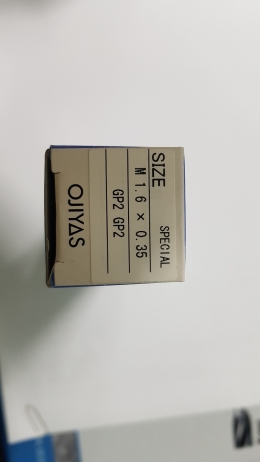 SPECIAL
SIZE
M 1.6 × 0.35
GP2 GP2
OJIYAS